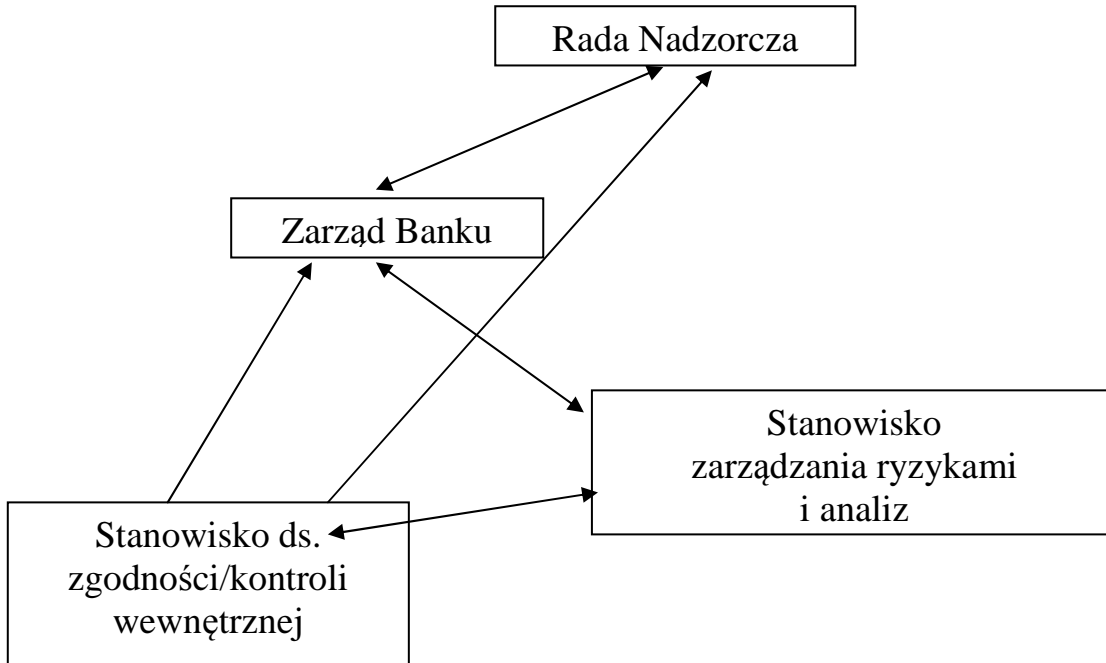 Rada Nadzorcza
Zarząd Banku
Stanowisko
zarządzania ryzykami
i analiz
Stanowisko ds.
zgodności/kontroli
wewnętrznej